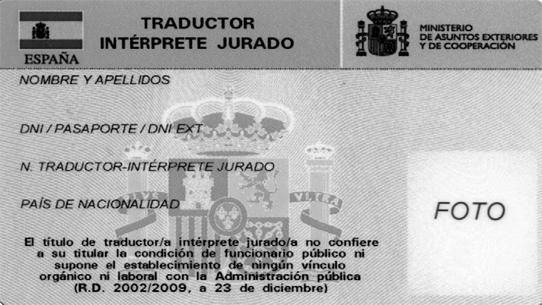 TRADUCTOR
INTÉRPRETE JURADO
ESPAÑA
MINISTERIO
DE ASUNTOS EXTERIORES
Y DE COOPERACIÓN
NOMBRE Y APELLIDOS
DNI / PASAPORTE / DNI EXT
N. TRADUCTOR-INTÉRPRETE JURADO
PAÍS DE NACIONALIDAD
FOTO
El título de traductor/a intérprete jurado/a no confiere
a su titular la condición de funcionario público ni
supone el establecimiento de ningún vínculo
orgánico ni laboral con la Administración pública
(R.D. 2002/2009, a 23 de diciembre)